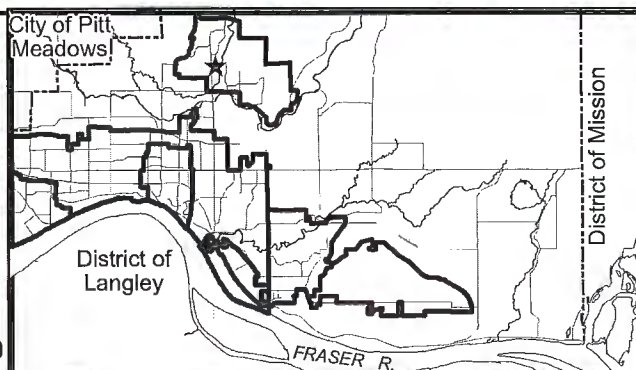 City of Pitt
Meadows
District of Mission
District of
Langley
FRASER R.